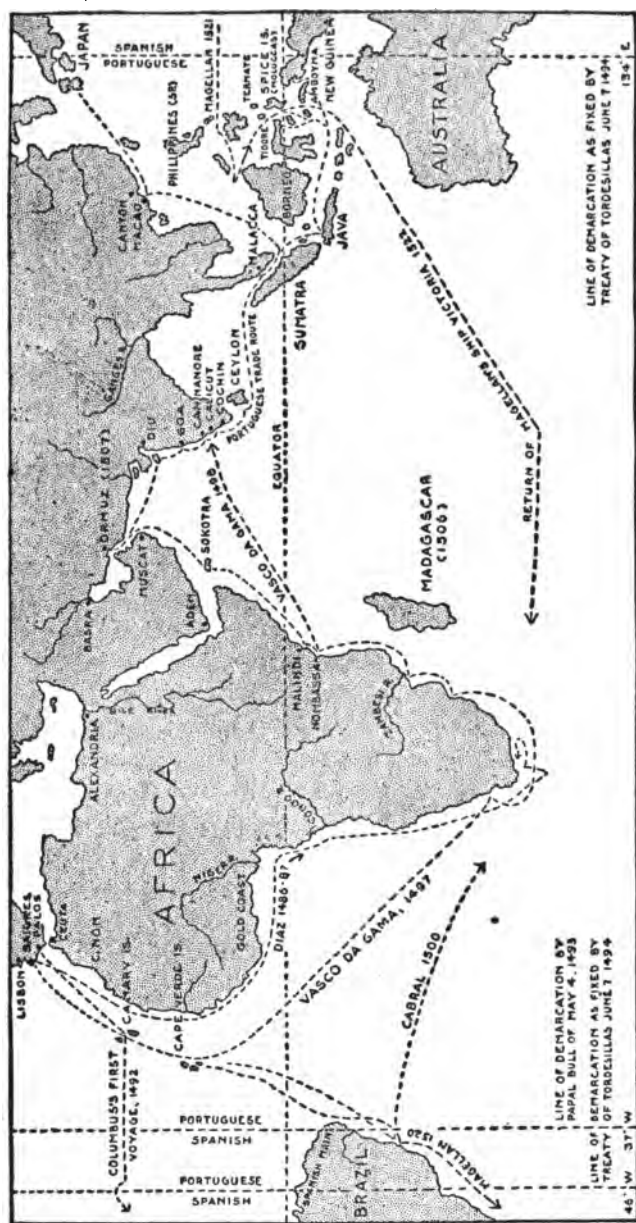 SPANISH
PORTUGUESE
JAPAN
PHILIPPINES
MAGELLAN 1521
TERNATE
TIDORE
SPICE IS.
(MOLUCCAS)
AMBOYNA
NEW GUINEA
AUSTRALIA
134° E
CANTON
MACAO
MALACCA
BORNEO
JAVA
SUMATRA
GANGES
DIU
GOA
CANNANORE
CALICUT
COCHIN
CEYLON
PORTUGUESE TRADE ROUTE
EQUATOR
ORMUZ (1507)
MUSCAT
BASRA
ADEN
SOKOTRA
VASCO DA GAMA
MADAGASCAR
(1506)
RETURN OF MAGELLAN'S SHIP VICTORIA 1522
LINE OF DEMARCATION AS FIXED BY
TREATY OF TORDESILLAS JUNE 7 1494
ALEXANDRIA
NILE RIVER
AFRICA
MALINDI
MOMBASSA
ZAMBESI R.
CONGO
NIGER
GOLD COAST
DIAZ 1486-87
LISBON
PALOS
CEUTA
CANARY IS.
CAPE VERDE IS.
COLUMBUS'S FIRST
VOYAGE, 1492
VASCO DA GAMA, 1497
CABRAL 1500
MAGELLAN 1520
PORTUGUESE
SPANISH
PORTUGUESE
SPANISH
SPANISH MAIN
BRAZIL
LINE OF DEMARCATION BY
PAPAL BULL OF MAY 4, 1493
LINE OF DEMARCATION AS FIXED BY
TREATY OF TORDESILLAS JUNE 7 1494
46° W
37° W